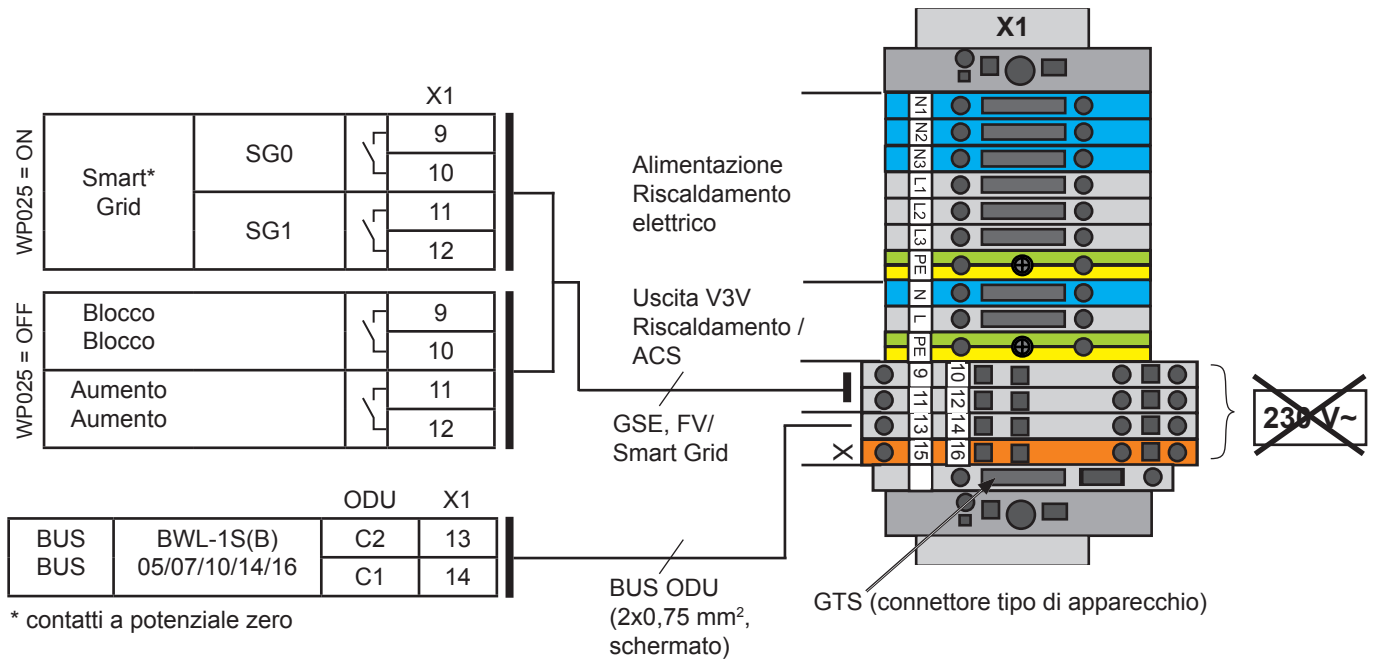 X1
WP025 = ON
Smart*
Grid
SG0
SG1
9
10
11
12
WP025 = OFF
Blocco
Blocco
Aumento
Aumento
9
10
11
12
ODU
X1
BUS
BUS
BWL-1S(B)
05/07/10/14/16
C2
13
C1
14
* contatti a potenziale zero
Alimentazione
Riscaldamento
elettrico
Uscita V3V
Riscaldamento /
ACS
GSE, FV/
Smart Grid
BUS ODU
(2x0,75 mm²,
schermato)
X1
N1
N2
N3
L1
L2
L3
PE
N
L
PE
9
10
11
12
13
14
X
15
16
230 V~
GTS (connettore tipo di apparecchio)